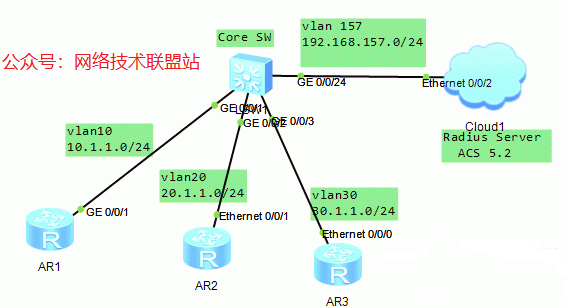 Core SW
vlan 157
192.168.157.0/24
公众号：网络技术联盟站
GE 0/0/24
Ethernet 0/0/2
Cloud1
Radius Server
ACS 5.2
GE 0/0/1
GE 0/0/2
GE 0/0/3
vlan10
10.1.1.0/24
vlan20
20.1.1.0/24
vlan30
30.1.1.0/24
GE 0/0/1
Ethernet 0/0/1
Ethernet 0/0/0
R
AR1
R
AR2
R
AR3